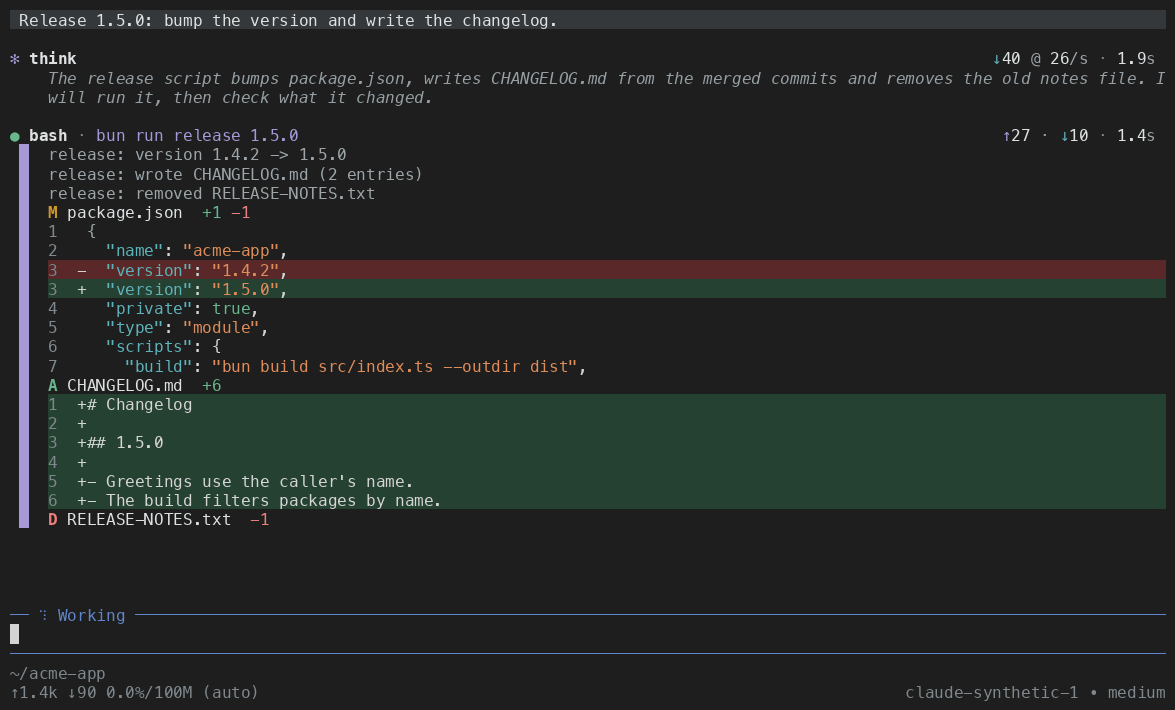 Release 1.5.0: bump the version and write the changelog.
✻ think ↓40 @ 26/s · 1.9s
The release script bumps package.json, writes CHANGELOG.md from the merged commits and removes the old notes file. I
will run it, then check what it changed.
● bash · bun run release 1.5.0 ↑27 · ↓10 · 1.4s
release: version 1.4.2 -> 1.5.0
release: wrote CHANGELOG.md (2 entries)
release: removed RELEASE-NOTES.txt
M package.json +1 -1
1 {
2 "name": "acme-app",
3 - "version": "1.4.2",
3 + "version": "1.5.0",
4 "private": true,
5 "type": "module",
6 "scripts": {
7 "build": "bun build src/index.ts --outdir dist",
A CHANGELOG.md +6
1 +# Changelog
2 +
3 +## 1.5.0
4 +
5 +- Greetings use the caller's name.
6 +- The build filters packages by name.
D RELEASE-NOTES.txt -1
Working
~/acme-app
↑1.4k ↓90 0.0%/100M (auto) claude-synthetic-1 • medium